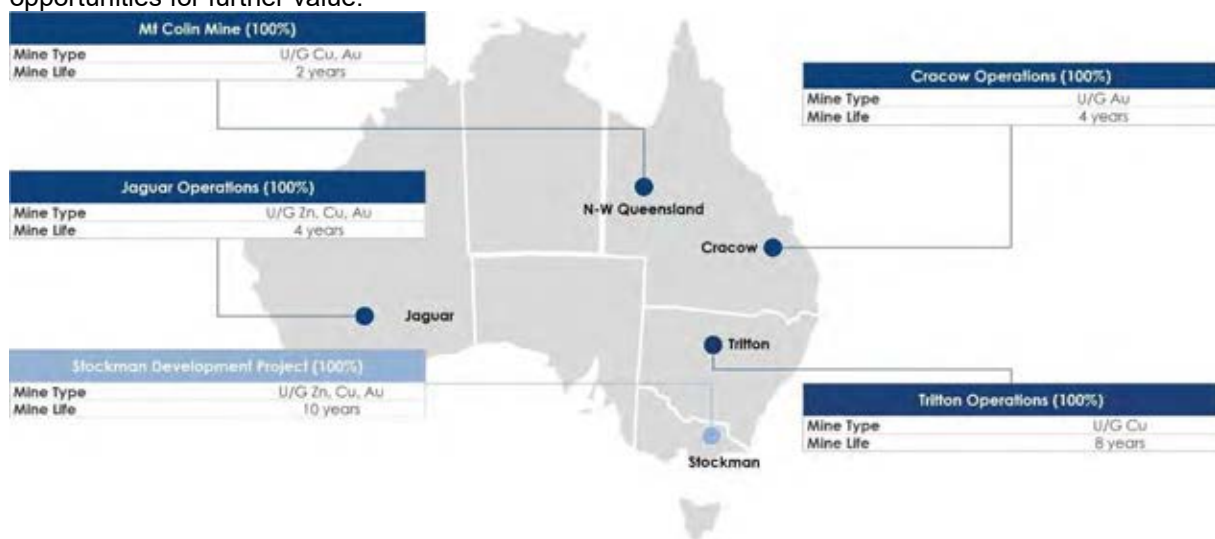 opportunities for further value.
Mt Colin Mine (100%)
Mine Type U/G Cu, Au
Mine Life 2 years
Cracow Operations (100%)
Mine Type U/G Au
Mine Life 4 years
Jaguar Operations (100%)
Mine Type U/G Zn, Cu, Au
Mine Life 4 years
N-W Queensland
Cracow
Jaguar
Tritton
Stockman Development Project (100%)
Mine Type U/G Zn, Cu, Au
Mine Life 10 years
Tritton Operations (100%)
Mine Type U/G Cu
Mine Life 8 years
Stockman